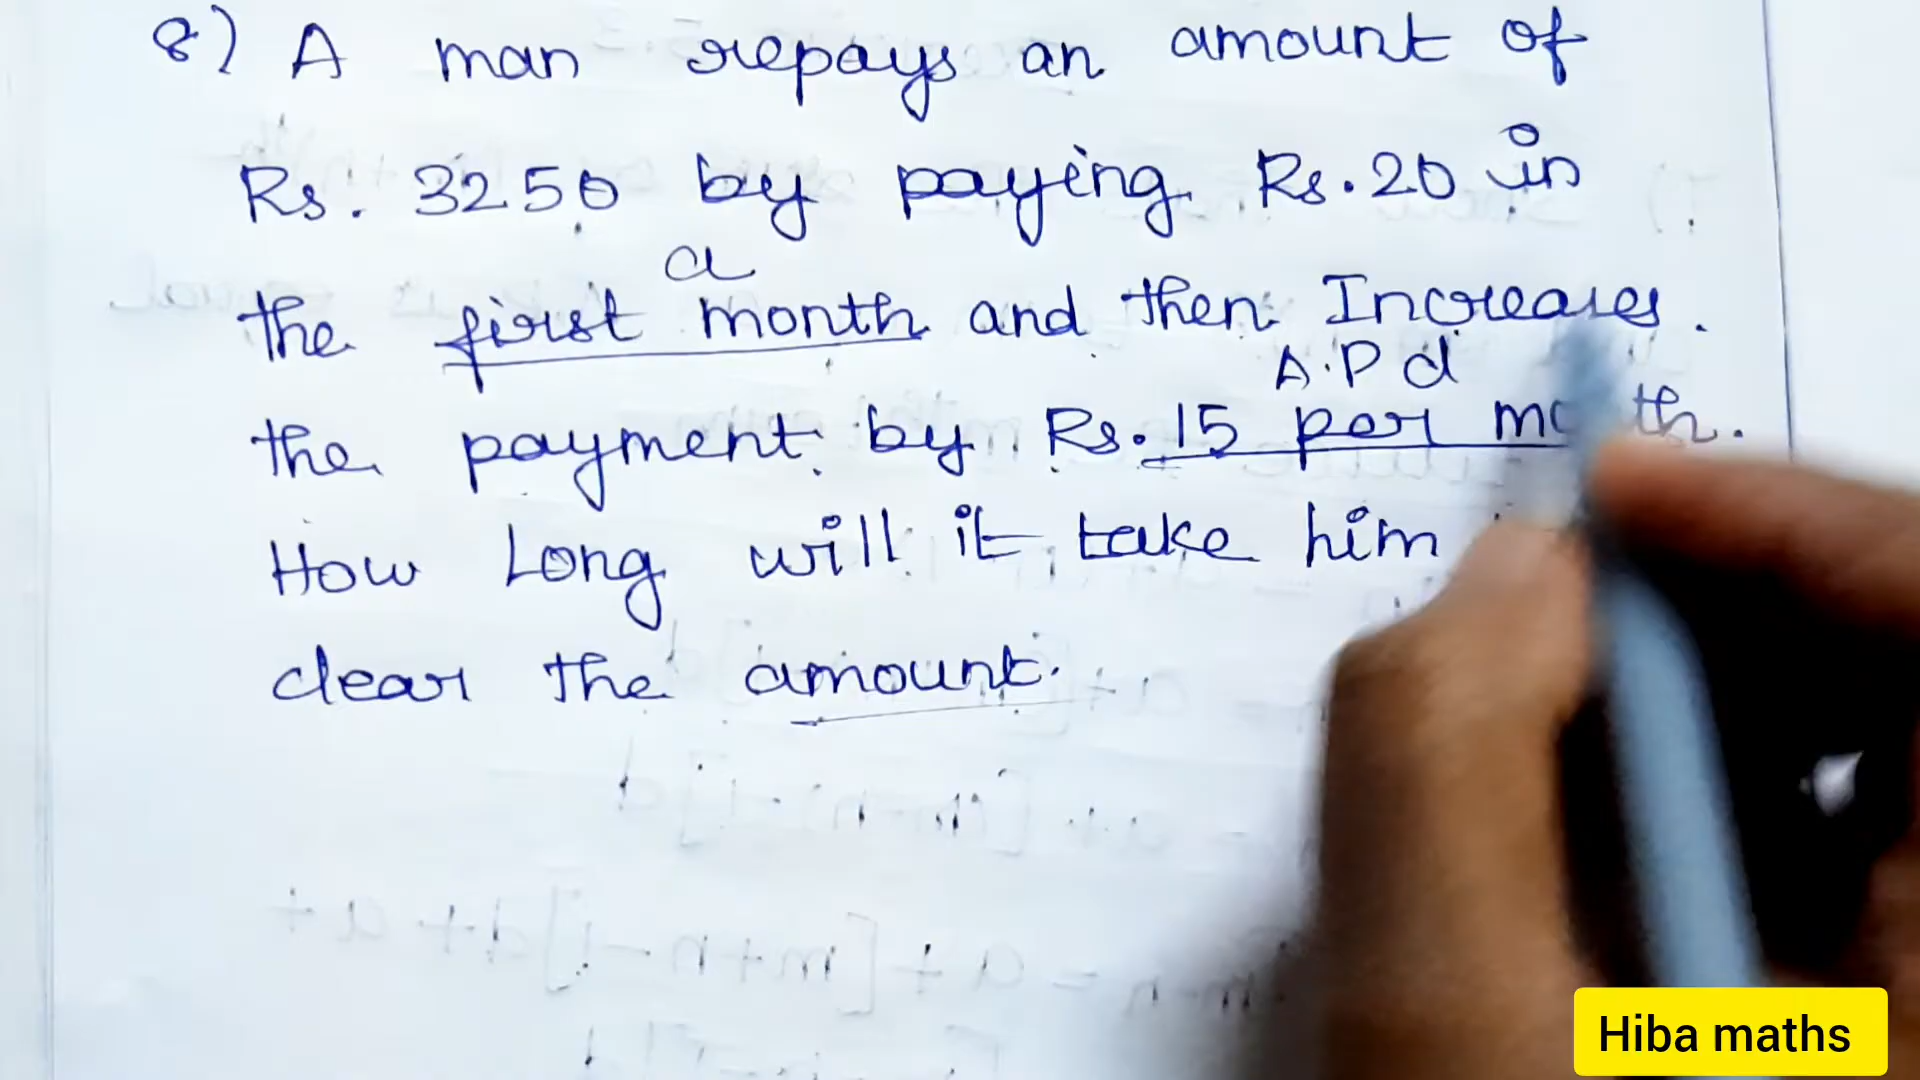 8) A man repays an amount of
Rs. 3250 by paying Rs. 20 in
a
the first month and then Increases
A.P d
the payment by Rs. 15 per month.
How Long will it take him
clear the amount.
Hiba maths